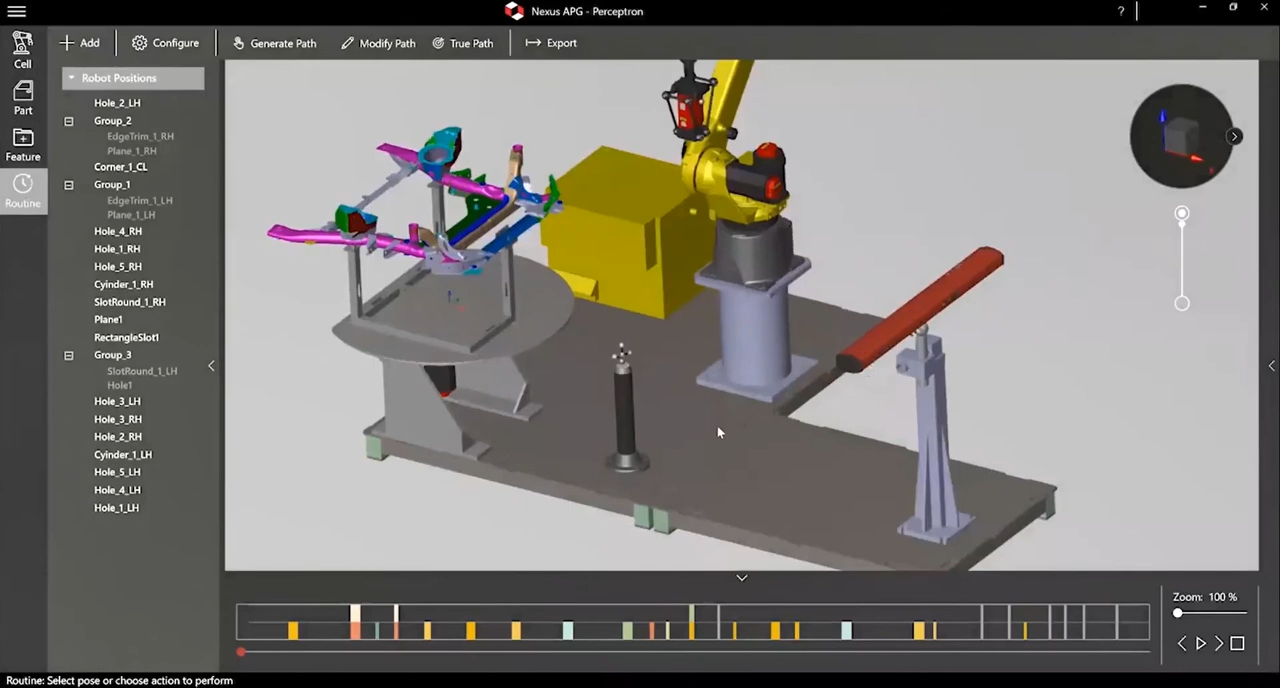 Nexus APG - Perceptron
?
Cell
Part
Feature
Routine
Add
Configure
Generate Path
Modify Path
True Path
Export
Robot Positions
Hole_2_LH
Group_2
EdgeTrim_1_RH
Plane_1_RH
Corner_1_CL
Group_1
EdgeTrim_1_LH
Plane_1_LH
Hole_4_RH
Hole_1_RH
Hole_5_RH
Cyinder_1_RH
SlotRound_1_RH
Plane1
RectangleSlot1
Group_3
SlotRound_1_LH
Hole1
Hole_3_LH
Hole_3_RH
Hole_2_RH
Cyinder_1_LH
Hole_5_LH
Hole_4_LH
Hole_1_LH
Zoom: 100 %
Routine: Select pose or choose action to perform